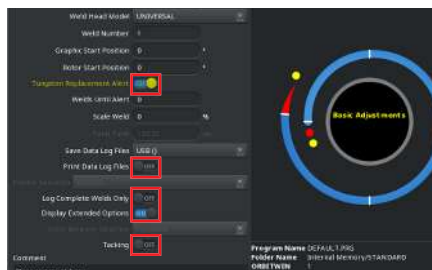 Weld Head Model UNIVERSAL
Weld Number 1
Graphic Start Position 0 °
Rotor Start Position 0 °
Tungsten Replacement Alert
Welds Until Alert 0
Scale Weld 0 %
Save Data Log Files USB ()
Print Data Log Files OFF
Log Complete Welds Only OFF
Display Extended Options
Tacking OFF
Comment
Basic Adjustments
Program Name DEFAULT.PRG
Folder Name Internal Memory/STANDARD
ORBITWIN 1